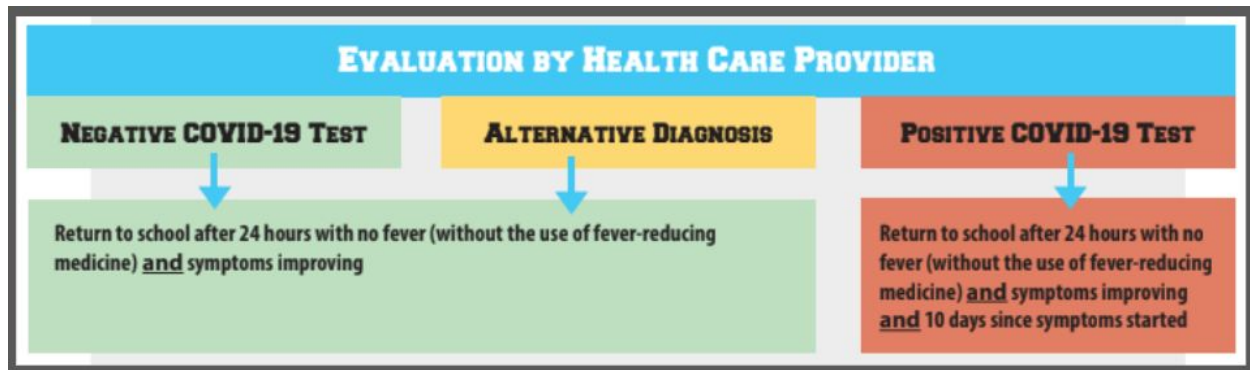 EVALUATION BY HEALTH CARE PROVIDER
NEGATIVE COVID-19 TEST
ALTERNATIVE DIAGNOSIS
POSITIVE COVID-19 TEST
Return to school after 24 hours with no fever (without the use of fever-reducing
medicine) and symptoms improving
Return to school after 24 hours with no
fever (without the use of fever-reducing
medicine) and symptoms improving
and 10 days since symptoms started